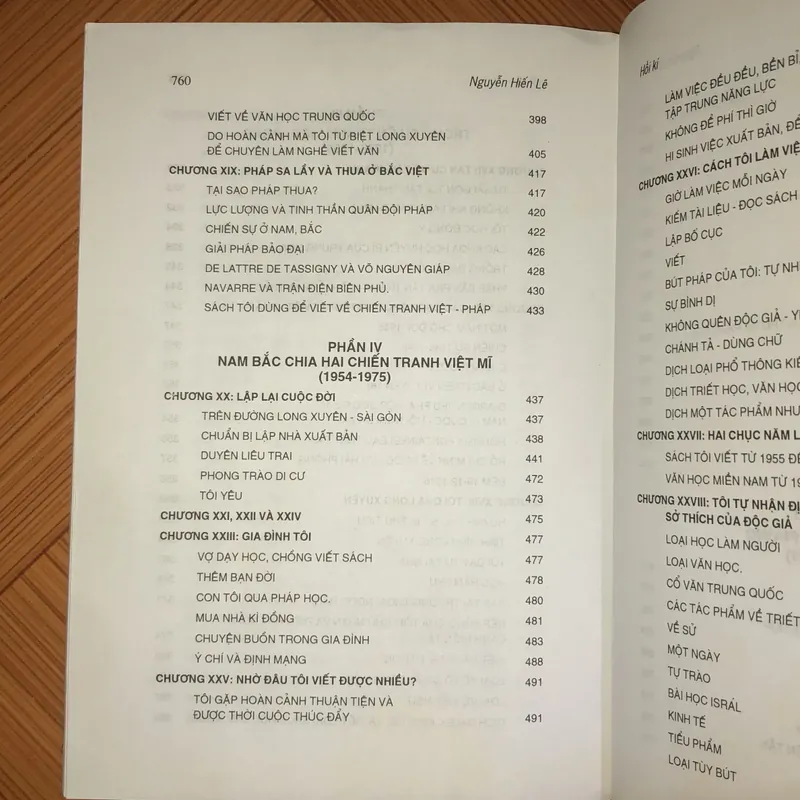 760 Nguyễn Hiến Lê
VIẾT VỀ VĂN HỌC TRUNG QUỐC 398
DO HOÀN CẢNH MÀ TÔI TỪ BIỆT LONG XUYÊN
ĐỂ CHUYÊN LÀM NGHỀ VIẾT VĂN 405
CHƯƠNG XIX: PHÁP SA LẦY VÀ THUA Ở BẮC VIỆT 417
TẠI SAO PHÁP THUA? 417
LỰC LƯỢNG VÀ TINH THẦN QUÂN ĐỘI PHÁP 420
CHIẾN SỰ Ở NAM, BẮC 422
GIẢI PHÁP BẢO ĐẠI 426
DE LATTRE DE TASSIGNY VÀ VÕ NGUYÊN GIÁP 428
NAVARRE VÀ TRẬN ĐIỆN BIÊN PHỦ. 430
SÁCH TÔI DÙNG ĐỂ VIẾT VỀ CHIẾN TRANH VIỆT - PHÁP 433
PHẦN IV
NAM BẮC CHIA HAI CHIẾN TRANH VIỆT MĨ
(1954-1975)
CHƯƠNG XX: LẬP LẠI CUỘC ĐỜI 437
TRÊN ĐƯỜNG LONG XUYÊN - SÀI GÒN 437
CHUẨN BỊ LẬP NHÀ XUẤT BẢN 438
DUYÊN LIÊU TRAI 441
PHONG TRÀO DI CƯ 472
TÔI YÊU 473
CHƯƠNG XXI, XXII VÀ XXIV 475
CHƯƠNG XXIII: GIA ĐÌNH TÔI 477
VỢ DẠY HỌC, CHỒNG VIẾT SÁCH 477
THÊM BẠN ĐỜI 478
CON TÔI QUA PHÁP HỌC. 480
MUA NHÀ KÌ ĐỒNG 481
CHUYỆN BUỒN TRONG GIA ĐÌNH 483
Ý CHÍ VÀ ĐỊNH MẠNG 488
CHƯƠNG XXV: NHỜ ĐÂU TÔI VIẾT ĐƯỢC NHIỀU? 491
TÔI GẶP HOÀN CẢNH THUẬN TIỆN VÀ
ĐƯỢC THỜI CUỘC THÚC ĐẨY 491
Hồi kí
LÀM VIỆC ĐỀU ĐỀU, BỀN BỈ,
TẬP TRUNG NĂNG LỰC
KHÔNG ĐỂ PHÍ THÌ GIỜ
HI SINH VIỆC XUẤT BẢN, ĐỂ
CHƯƠNG XXVI: CÁCH TÔI LÀM VIỆ
GIỜ LÀM VIỆC MỖI NGÀY
KIẾM TÀI LIỆU - ĐỌC SÁCH
LẬP BỐ CỤC
VIẾT
BÚT PHÁP CỦA TÔI: TỰ NH
SỰ BÌNH DỊ
KHÔNG QUÊN ĐỘC GIẢ - Y
CHÁNH TẢ - DÙNG CHỮ
DỊCH LOẠI PHỔ THÔNG KIẾ
DỊCH TRIẾT HỌC, VĂN HỌC
DỊCH MỘT TÁC PHẨM NHƯ
CHƯƠNG XXVII: HAI CHỤC NĂM L
SÁCH TÔI VIẾT TỪ 1955 ĐẾ
VĂN HỌC MIỀN NAM TỪ 19
CHƯƠNG XXVIII: TÔI TỰ NHẬN ĐỊ
SỞ THÍCH CỦA ĐỘC GIẢ
LOẠI HỌC LÀM NGƯỜI
LOẠI VĂN HỌC.
CỔ VĂN TRUNG QUỐC
CÁC TÁC PHẨM VỀ TRIẾT
VỀ SỬ
MỘT NGÀY
TỰ TRÀO
BÀI HỌC ISRÁL
KINH TẾ
TIỂU PHẨM
LOẠI TÙY BÚT